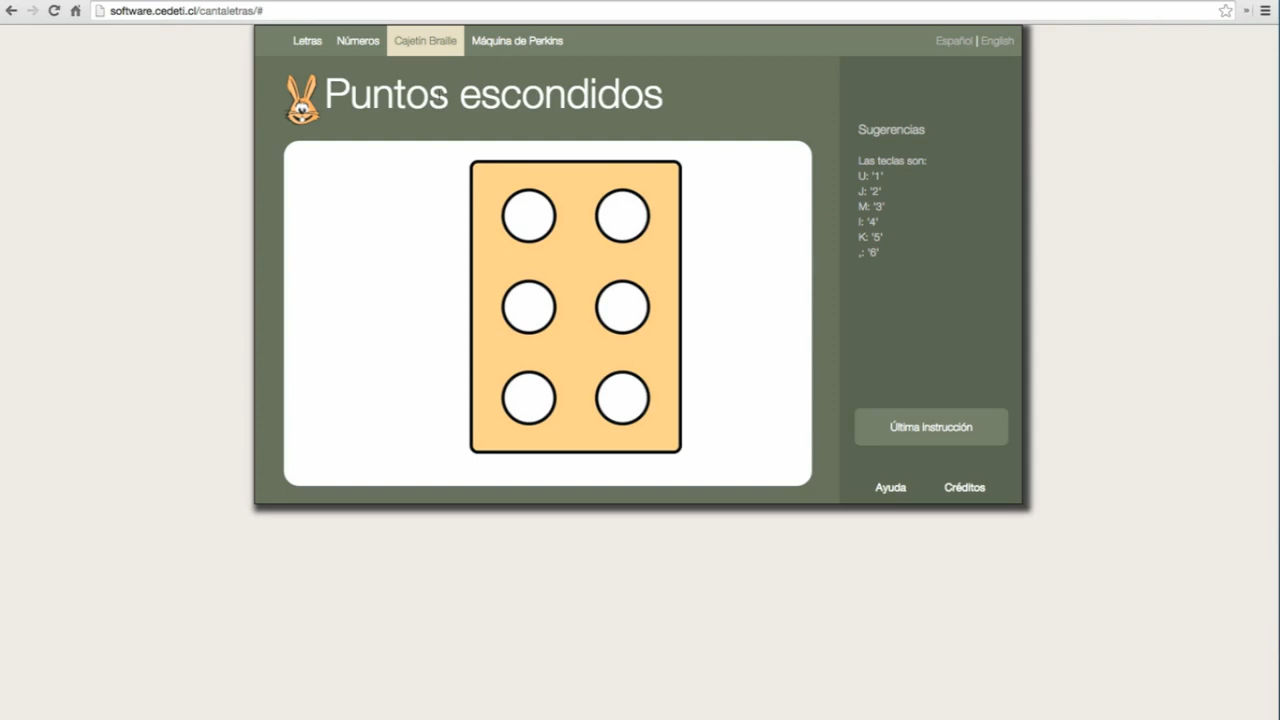 software.cedeti.cl/cantaletras/#
Letras Números Cajetín Braille Máquina de Perkins Español | English
Puntos escondidos
Sugerencias
Las teclas son:
U: '1'
J: '2'
M: '3'
I: '4'
K: '5'
,: '6'
Última Instrucción
Ayuda Créditos